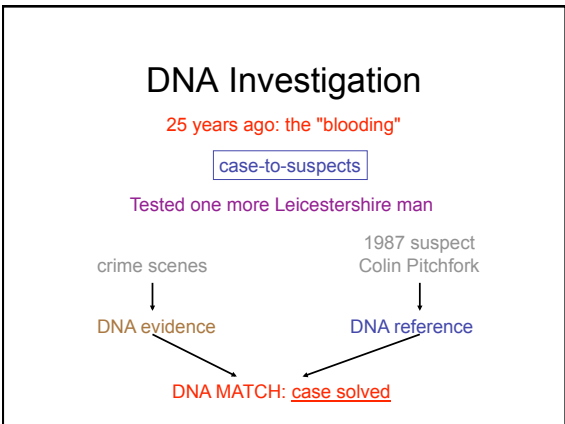 DNA Investigation
25 years ago: the "blooding"
case-to-suspects
Tested one more Leicestershire man
crime scenes
1987 suspect
Colin Pitchfork
DNA evidence
DNA reference
DNA MATCH: case solved